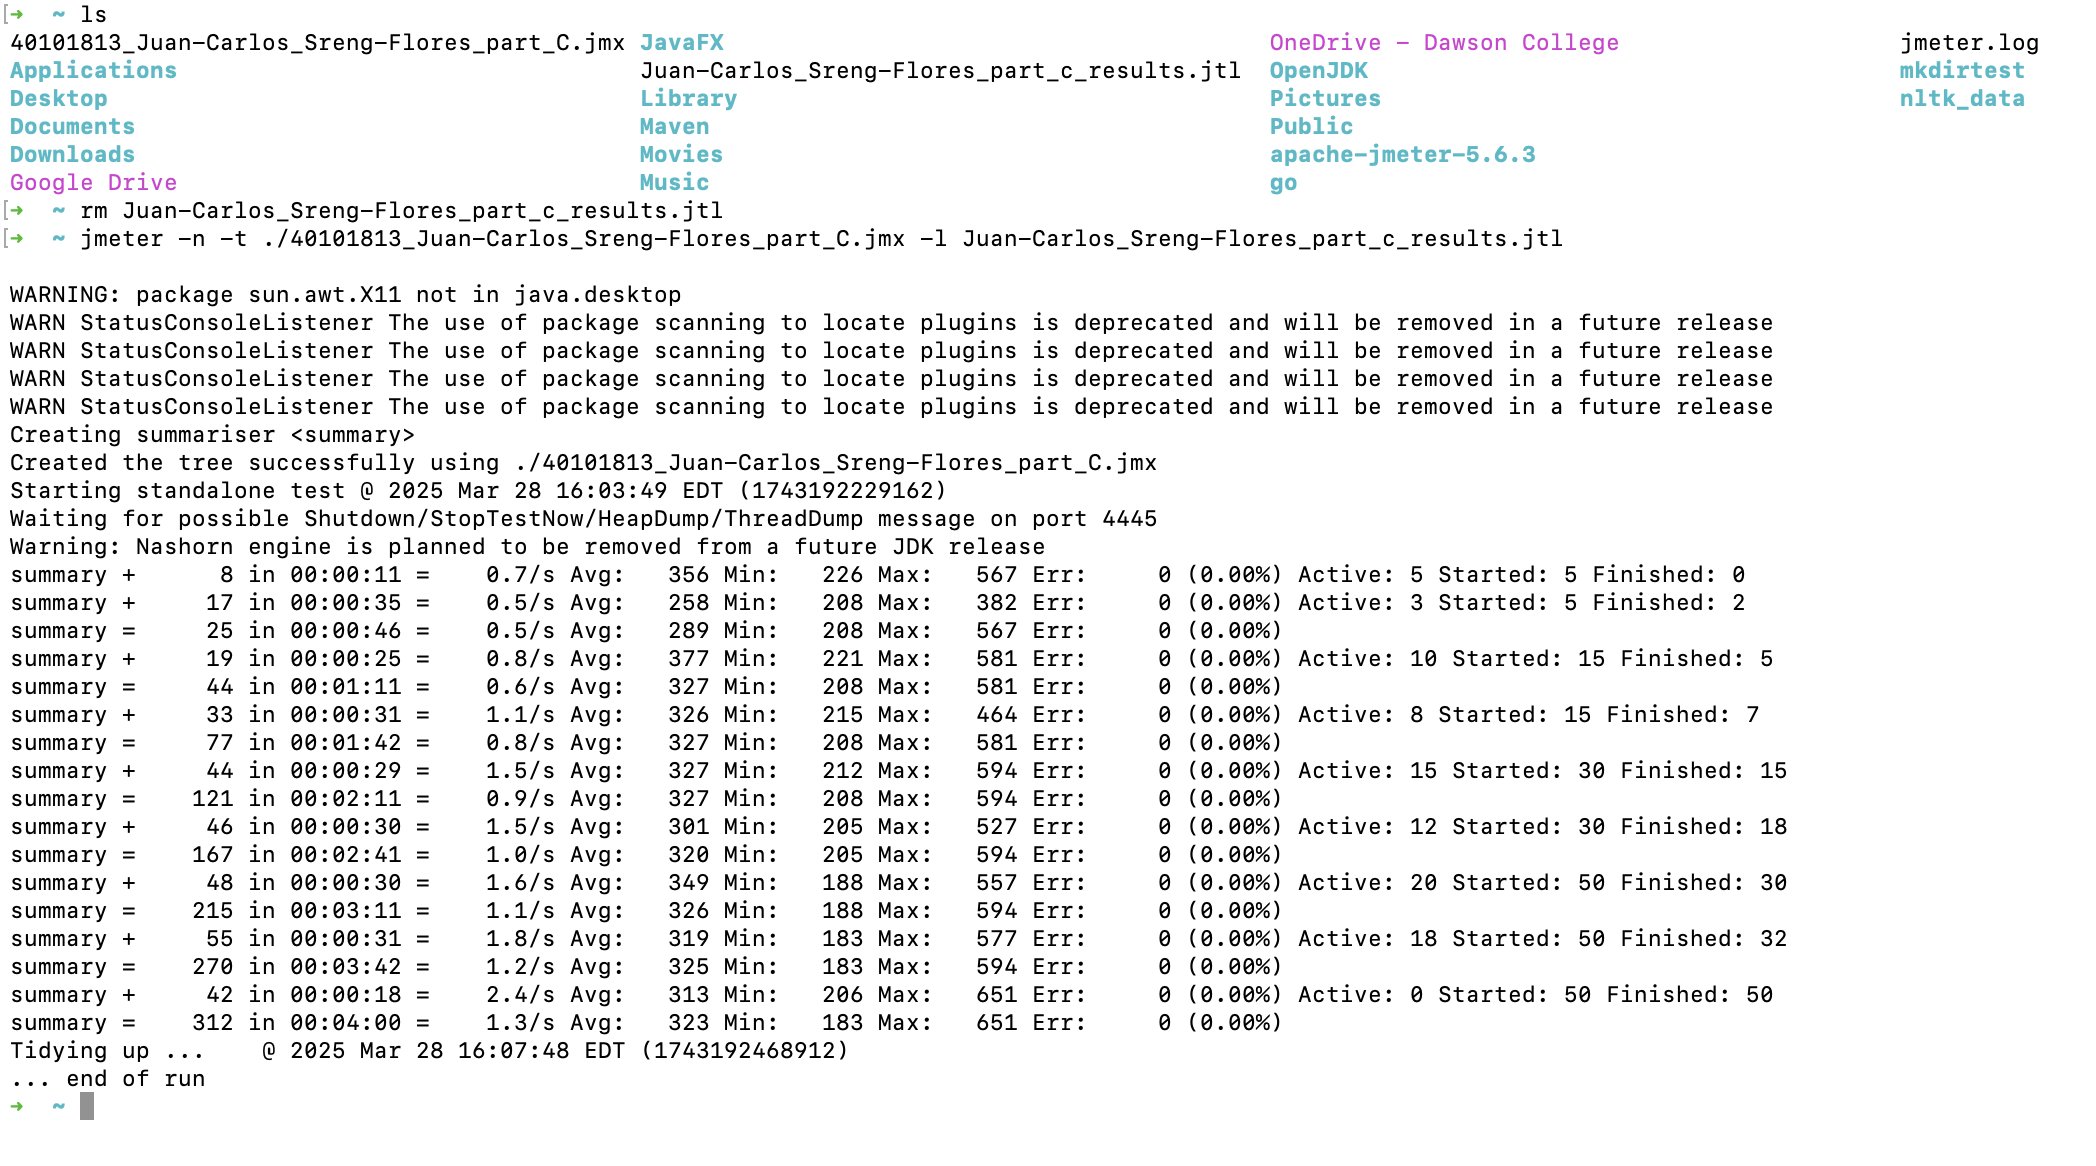 ➜  ~ ls
40101813_Juan-Carlos_Sreng-Flores_part_C.jmx JavaFX                                       OneDrive - Dawson College                    jmeter.log
Applications                                 Juan-Carlos_Sreng-Flores_part_c_results.jtl  OpenJDK                                      mkdirtest
Desktop                                      Library                                      Pictures                                     nltk_data
Documents                                    Maven                                        Public
Downloads                                    Movies                                       apache-jmeter-5.6.3
Google Drive                                 Music                                        go
➜  ~ rm Juan-Carlos_Sreng-Flores_part_c_results.jtl
➜  ~ jmeter -n -t ./40101813_Juan-Carlos_Sreng-Flores_part_C.jmx -l Juan-Carlos_Sreng-Flores_part_c_results.jtl
WARNING: package sun.awt.X11 not in java.desktop
WARN StatusConsoleListener The use of package scanning to locate plugins is deprecated and will be removed in a future release
WARN StatusConsoleListener The use of package scanning to locate plugins is deprecated and will be removed in a future release
WARN StatusConsoleListener The use of package scanning to locate plugins is deprecated and will be removed in a future release
WARN StatusConsoleListener The use of package scanning to locate plugins is deprecated and will be removed in a future release
Creating summariser <summary>
Created the tree successfully using ./40101813_Juan-Carlos_Sreng-Flores_part_C.jmx
Starting standalone test @ 2025 Mar 28 16:03:49 EDT (1743192229162)
Waiting for possible Shutdown/StopTestNow/HeapDump/ThreadDump message on port 4445
Warning: Nashorn engine is planned to be removed from a future JDK release
summary +      8 in 00:00:11 =    0.7/s Avg:   356 Min:   226 Max:   567 Err:     0 (0.00%) Active: 5 Started: 5 Finished: 0
summary +     17 in 00:00:35 =    0.5/s Avg:   258 Min:   208 Max:   382 Err:     0 (0.00%) Active: 3 Started: 5 Finished: 2
summary =     25 in 00:00:46 =    0.5/s Avg:   289 Min:   208 Max:   567 Err:     0 (0.00%)
summary +     19 in 00:00:25 =    0.8/s Avg:   377 Min:   221 Max:   581 Err:     0 (0.00%) Active: 10 Started: 15 Finished: 5
summary =     44 in 00:01:11 =    0.6/s Avg:   327 Min:   208 Max:   581 Err:     0 (0.00%)
summary +     33 in 00:00:31 =    1.1/s Avg:   326 Min:   215 Max:   464 Err:     0 (0.00%) Active: 8 Started: 15 Finished: 7
summary =     77 in 00:01:42 =    0.8/s Avg:   327 Min:   208 Max:   581 Err:     0 (0.00%)
summary +     44 in 00:00:29 =    1.5/s Avg:   327 Min:   212 Max:   594 Err:     0 (0.00%) Active: 15 Started: 30 Finished: 15
summary =    121 in 00:02:11 =    0.9/s Avg:   327 Min:   208 Max:   594 Err:     0 (0.00%)
summary +     46 in 00:00:30 =    1.5/s Avg:   301 Min:   205 Max:   527 Err:     0 (0.00%) Active: 12 Started: 30 Finished: 18
summary =    167 in 00:02:41 =    1.0/s Avg:   320 Min:   205 Max:   594 Err:     0 (0.00%)
summary +     48 in 00:00:30 =    1.6/s Avg:   349 Min:   188 Max:   557 Err:     0 (0.00%) Active: 20 Started: 50 Finished: 30
summary =    215 in 00:03:11 =    1.1/s Avg:   326 Min:   188 Max:   594 Err:     0 (0.00%)
summary +     55 in 00:00:31 =    1.8/s Avg:   319 Min:   183 Max:   577 Err:     0 (0.00%) Active: 18 Started: 50 Finished: 32
summary =    270 in 00:03:42 =    1.2/s Avg:   325 Min:   183 Max:   594 Err:     0 (0.00%)
summary +     42 in 00:00:18 =    2.4/s Avg:   313 Min:   206 Max:   651 Err:     0 (0.00%) Active: 0 Started: 50 Finished: 50
summary =    312 in 00:04:00 =    1.3/s Avg:   323 Min:   183 Max:   651 Err:     0 (0.00%)
Tidying up ...    @ 2025 Mar 28 16:07:48 EDT (1743192468912)
... end of run
➜  ~